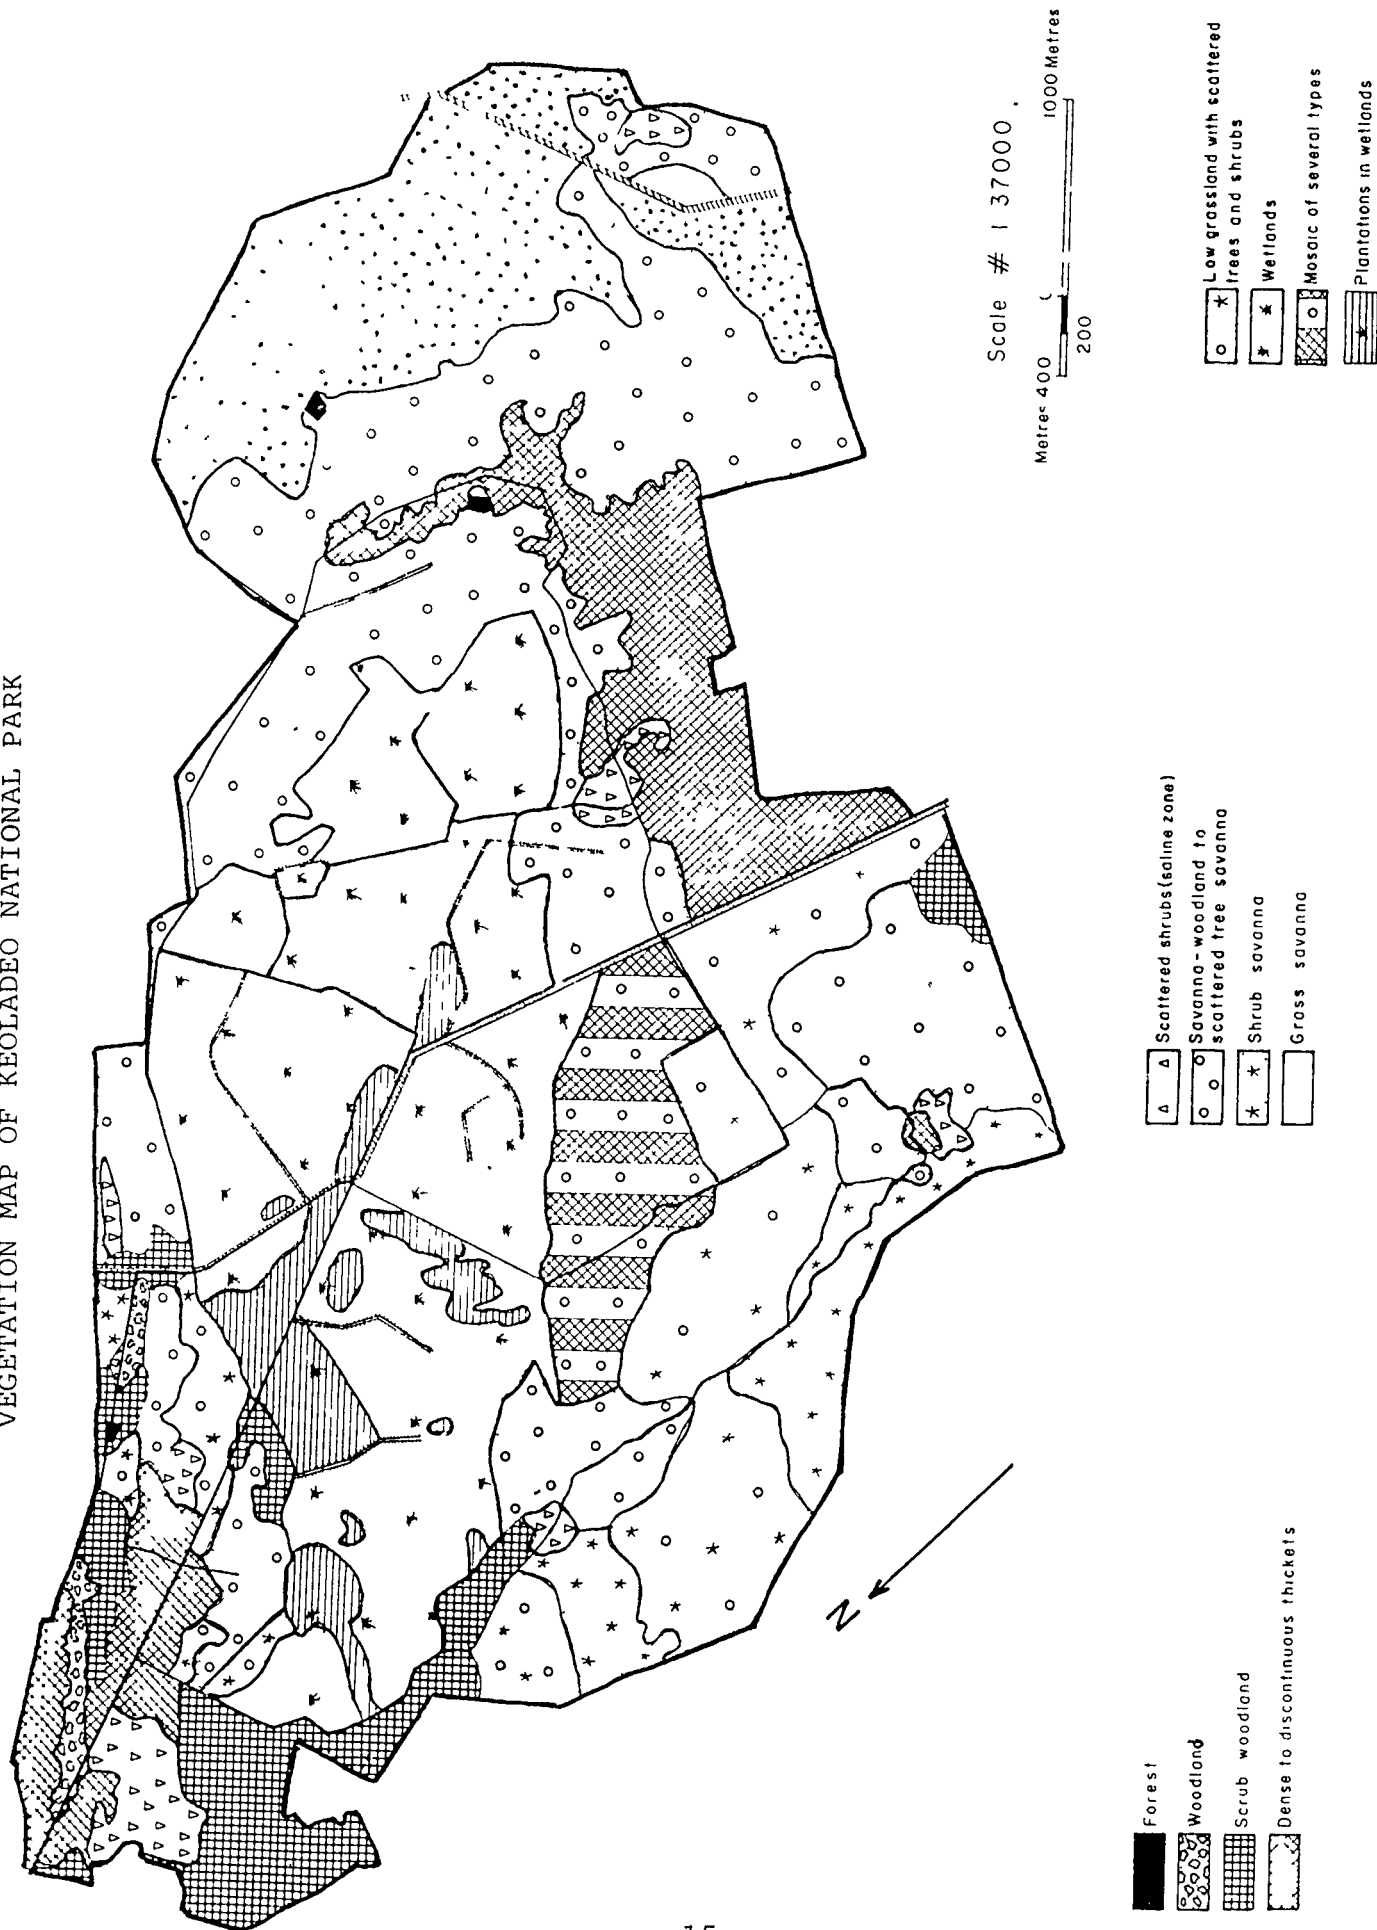 VEGETATION MAP OF KEOLADEO NATIONAL PARK
Scale # 1 37000.
Metres 400
200
1000 Metres
N
Forest
Woodland
Scrub woodland
Dense to discontinuous thickets
Scattered shrubs (saline zone)
Savanna-woodland to
scattered tree savanna
Shrub savanna
Grass savanna
Low grassland with scattered
trees and shrubs
Wetlands
Mosaic of several types
Plantations in wetlands